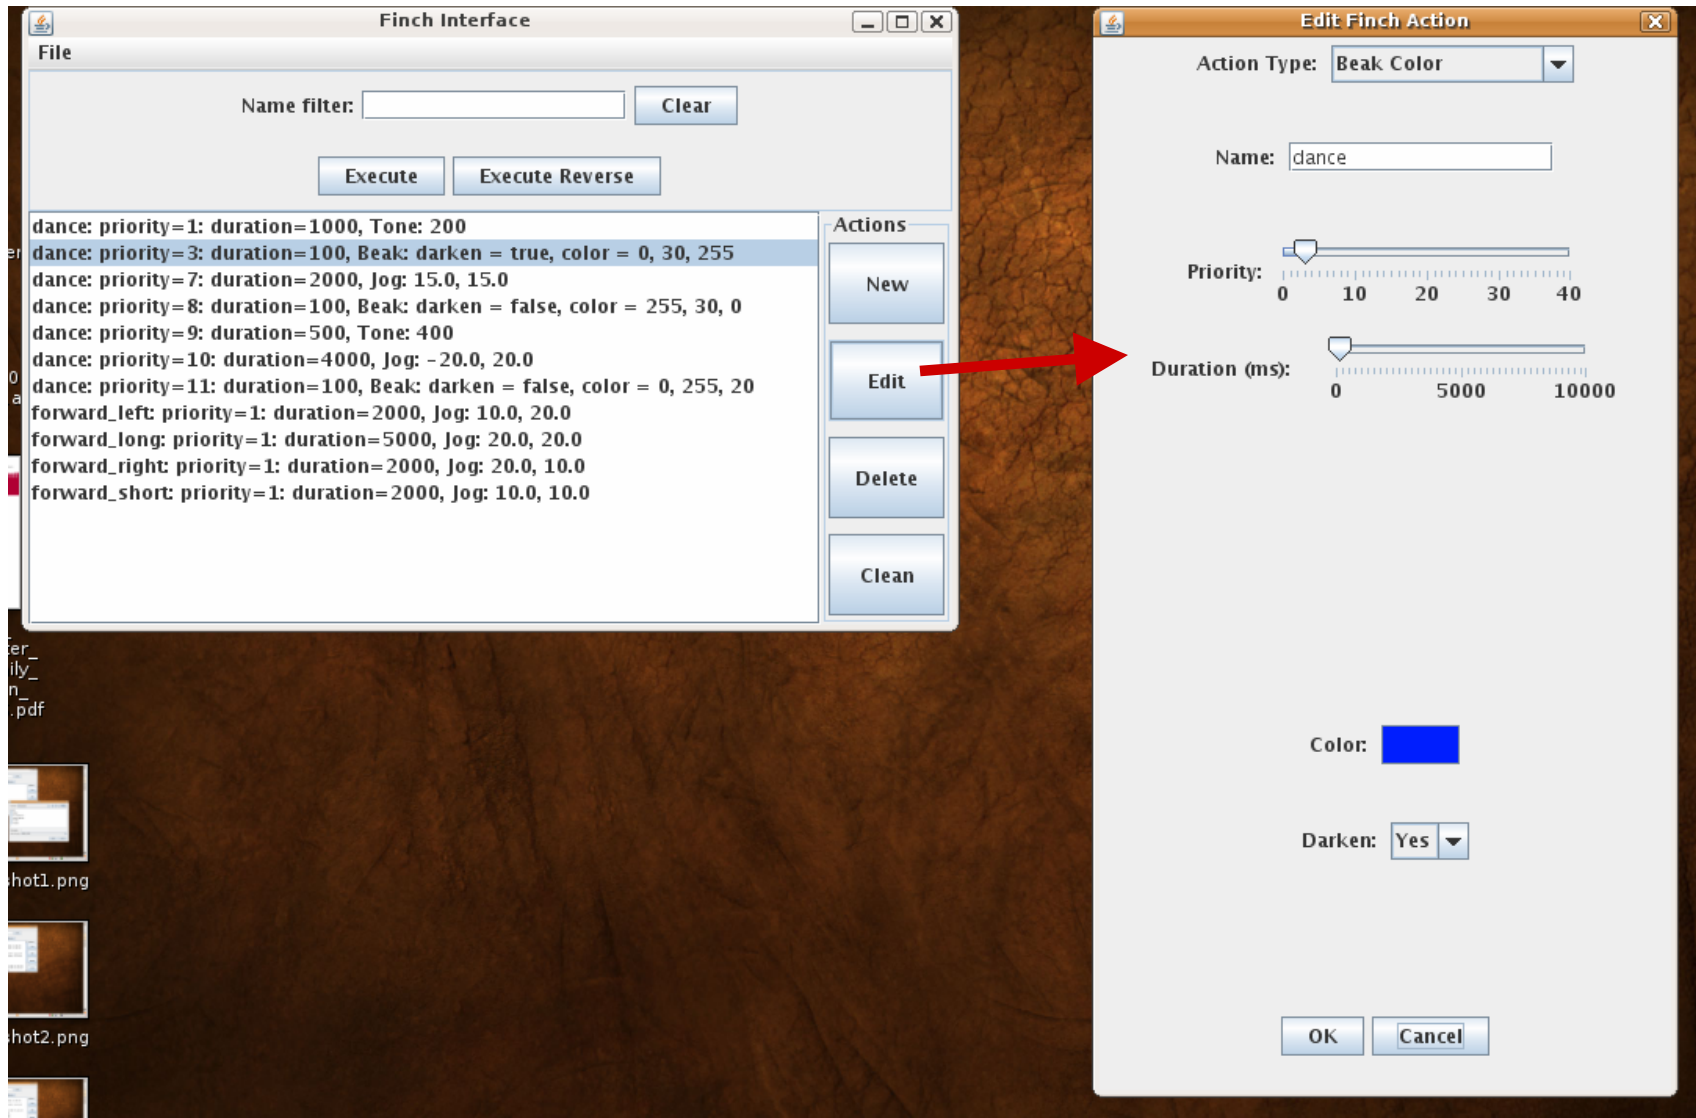 Finch Interface
File
Name filter:
Clear
Execute
Execute Reverse
dance: priority=1: duration=1000, Tone: 200
dance: priority=3: duration=100, Beak: darken = true, color = 0, 30, 255
dance: priority=7: duration=2000, Jog: 15.0, 15.0
dance: priority=8: duration=100, Beak: darken = false, color = 255, 30, 0
dance: priority=9: duration=500, Tone: 400
dance: priority=10: duration=4000, Jog: -20.0, 20.0
dance: priority=11: duration=100, Beak: darken = false, color = 0, 255, 20
forward_left: priority=1: duration=2000, Jog: 10.0, 20.0
forward_long: priority=1: duration=5000, Jog: 20.0, 20.0
forward_right: priority=1: duration=2000, Jog: 20.0, 10.0
forward_short: priority=1: duration=2000, Jog: 10.0, 10.0
Actions
New
Edit
Delete
Clean
Edit Finch Action
Action Type: Beak Color
Name: dance
Priority:
0 10 20 30 40
Duration (ms):
0 5000 10000
Color:
Darken: Yes
OK
Cancel
er
0
a
ter_
ily_
n_
.pdf
shot1.png
shot2.png